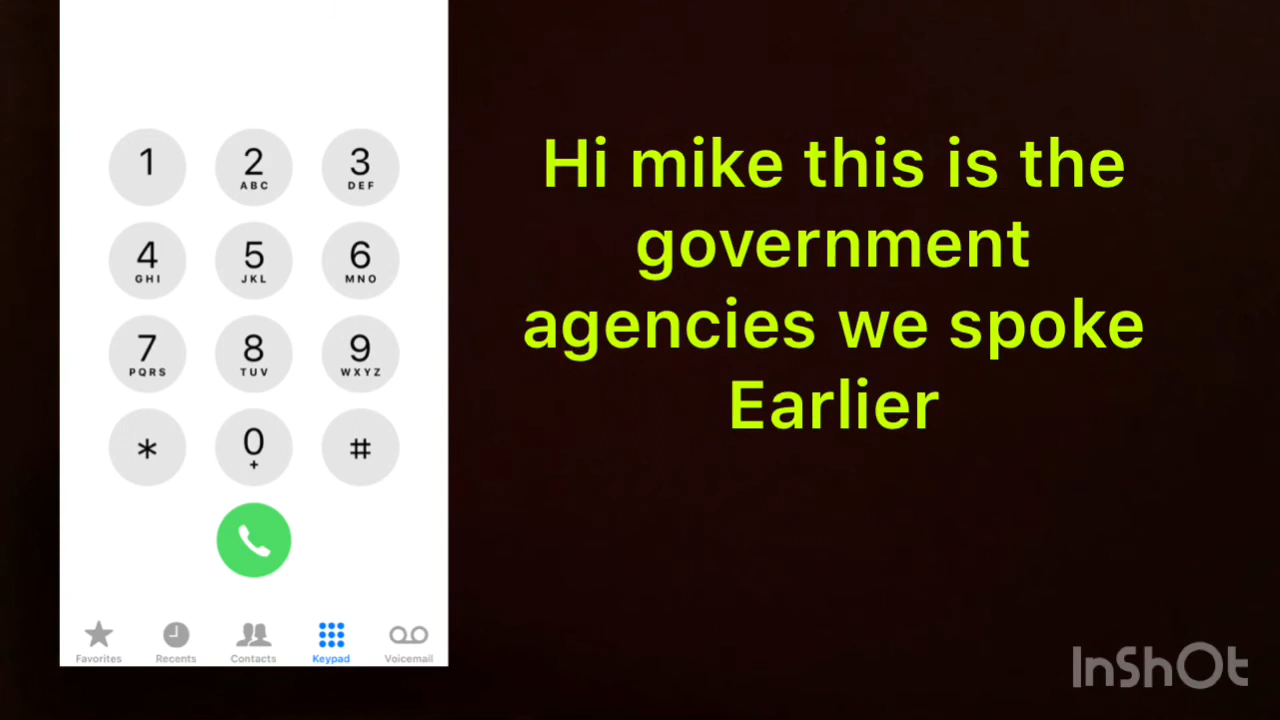 1 2 3
ABC DEF
4 5 6
GHI JKL MNO
7 8 9
PQRS TUV WXYZ
* 0 #
+
Favorites Recents Contacts Keypad Voicemail
Hi mike this is the
government
agencies we spoke
Earlier
InShOt